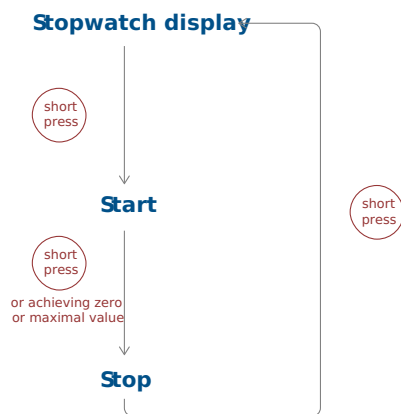 Stopwatch display
short
press
Start
short
press
short
press
or achieving zero
or maximal value
Stop